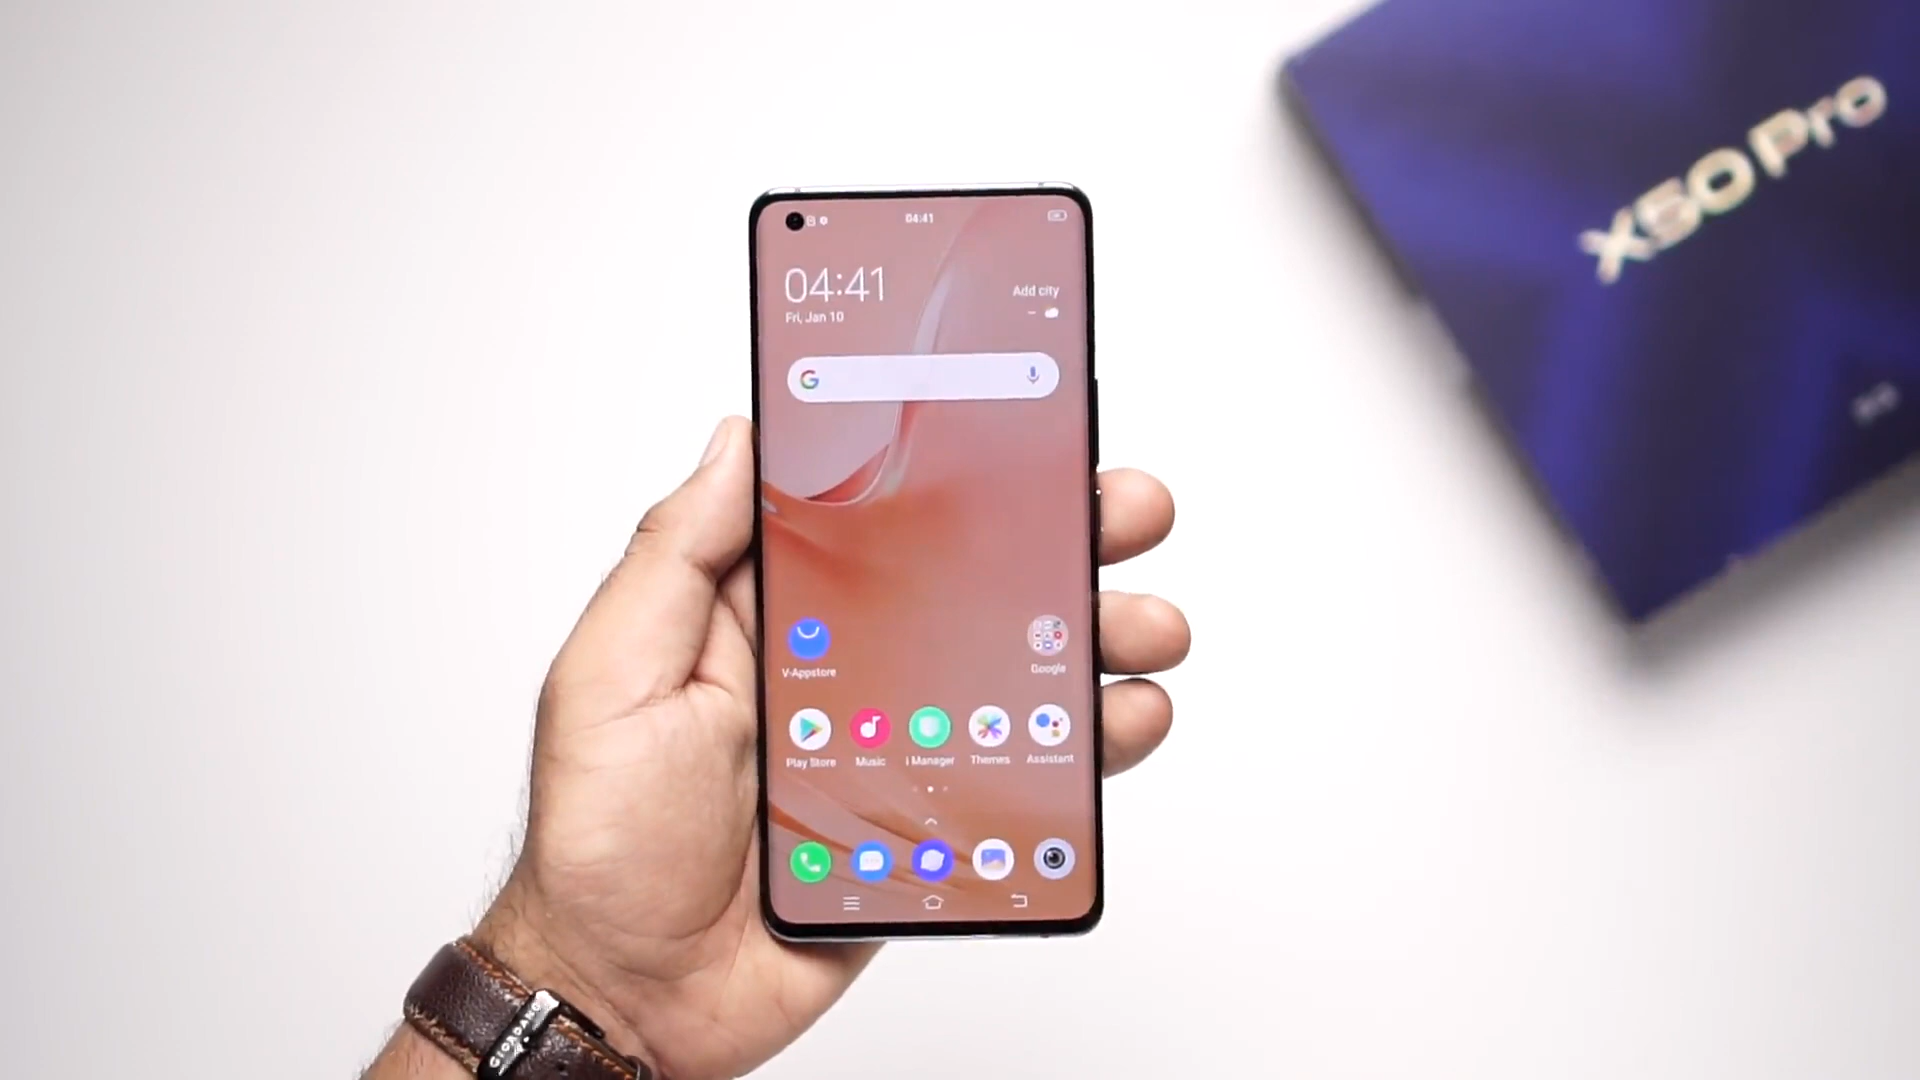 X50 Pro
04:41
04:41
Add city
Fri, Jan 10
V-Appstore
Google
Play Store
Music
i Manager
Themes
Assistant
GIORDANO